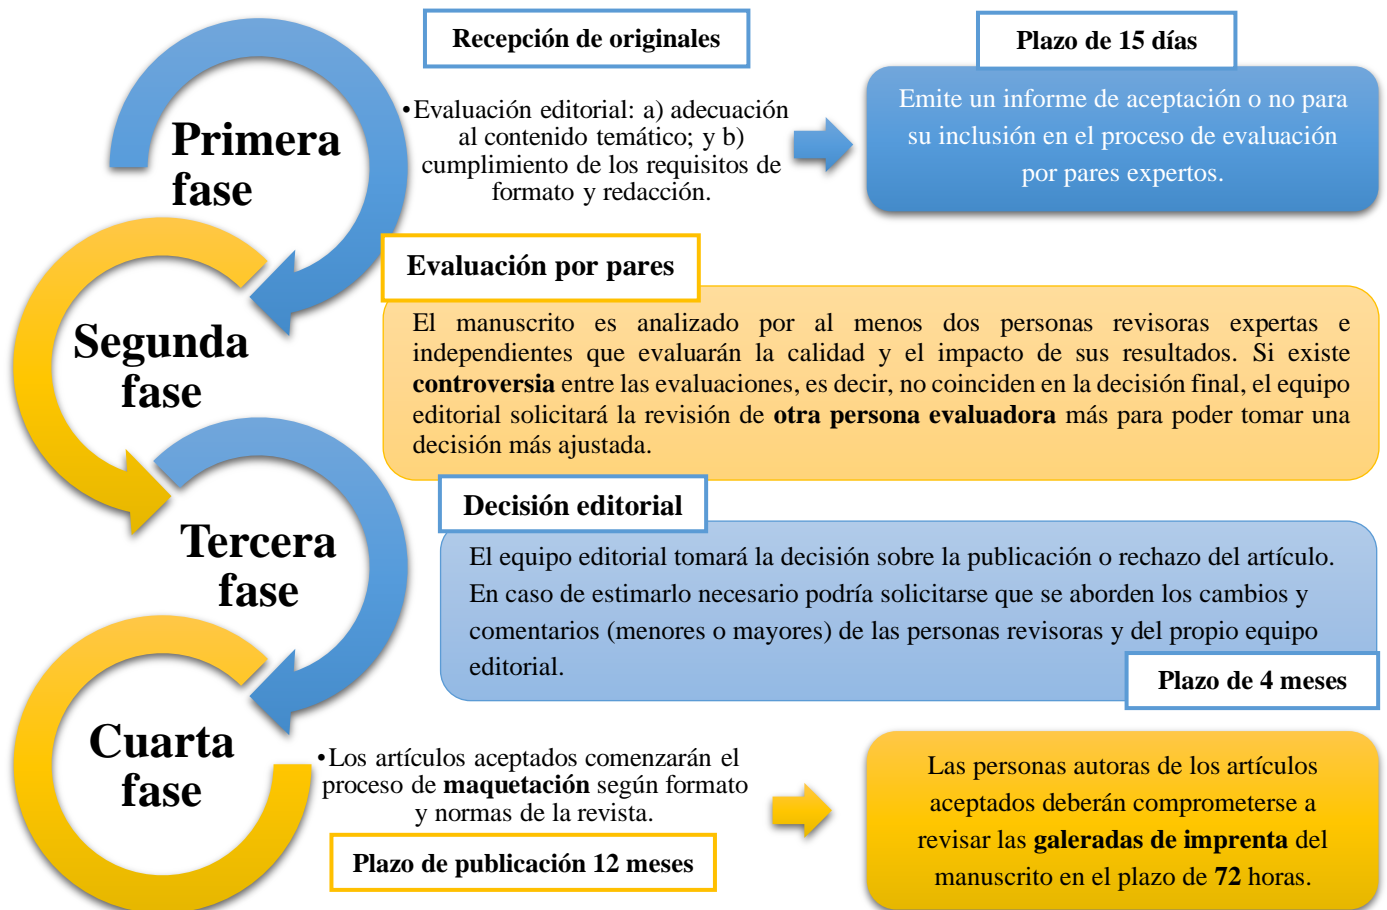 Primera
fase
Recepción de originales
•Evaluación editorial: a) adecuación
al contenido temático; y b)
cumplimiento de los requisitos de
formato y redacción.
Plazo de 15 días
Emite un informe de aceptación o no para
su inclusión en el proceso de evaluación
por pares expertos.
Segunda
fase
Evaluación por pares
El manuscrito es analizado por al menos dos personas revisoras expertas e
independientes que evaluarán la calidad y el impacto de sus resultados. Si existe
controversia entre las evaluaciones, es decir, no coinciden en la decisión final, el equipo
editorial solicitará la revisión de otra persona evaluadora más para poder tomar una
decisión más ajustada.
Tercera
fase
Decisión editorial
El equipo editorial tomará la decisión sobre la publicación o rechazo del artículo.
En caso de estimarlo necesario podría solicitarse que se aborden los cambios y
comentarios (menores o mayores) de las personas revisoras y del propio equipo
editorial.
Plazo de 4 meses
Cuarta
fase
•Los artículos aceptados comenzarán el
proceso de maquetación según formato
y normas de la revista.
Plazo de publicación 12 meses
Las personas autoras de los artículos
aceptados deberán comprometerse a
revisar las galeradas de imprenta del
manuscrito en el plazo de 72 horas.